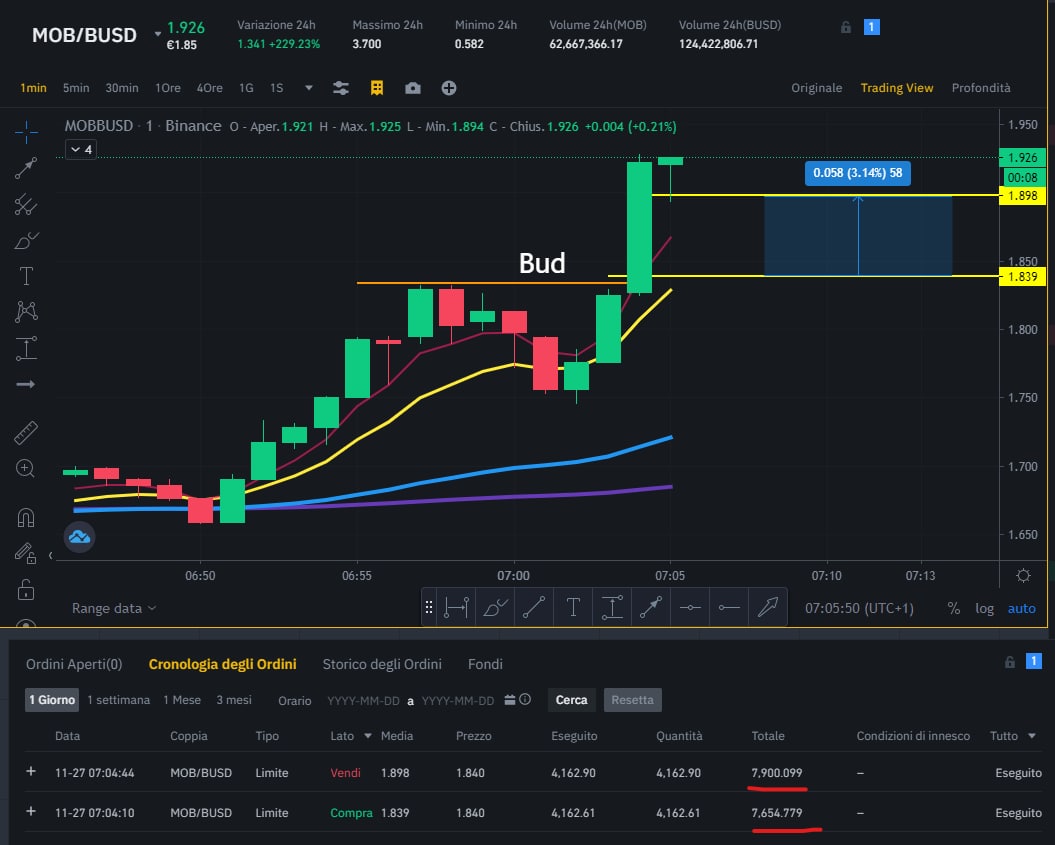 MOB/BUSD
1.926
€1.85
Variazione 24h
1.341 +229.23%
Massimo 24h
3.700
Minimo 24h
0.582
Volume 24h(MOB)
62,667,366.17
Volume 24h(BUSD)
124,422,806.71
1
1min 5min 30min 1Ore 4Ore 1G 1S
Originale Trading View Profondità
MOBBUSD · 1 · Binance O - Aper.1.921 H - Max.1.925 L - Min.1.894 C - Chius.1.926 +0.004 (+0.21%)
4
1.950
1.926
00:08
0.058 (3.14%) 58
1.898
Bud
1.850
1.839
1.800
1.750
1.700
1.650
06:50 06:55 07:00 07:05 07:10 07:13
Range data
07:05:50 (UTC+1) % log auto
Ordini Aperti(0) Cronologia degli Ordini Storico degli Ordini Fondi
1
1 Giorno 1 settimana 1 Mese 3 mesi Orario YYYY-MM-DD a YYYY-MM-DD Cerca Resetta
Data Coppia Tipo Lato Media Prezzo Eseguito Quantità Totale Condizioni di innesco Tutto
+ 11-27 07:04:44 MOB/BUSD Limite Vendi 1.898 1.840 4,162.90 4,162.90 7,900.099 – Eseguito
+ 11-27 07:04:10 MOB/BUSD Limite Compra 1.839 1.840 4,162.61 4,162.61 7,654.779 – Eseguito